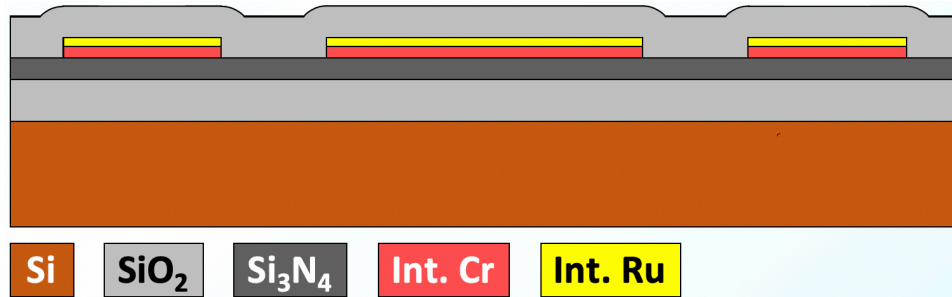 Si SiO₂ Si₃N₄ Int. Cr Int. Ru